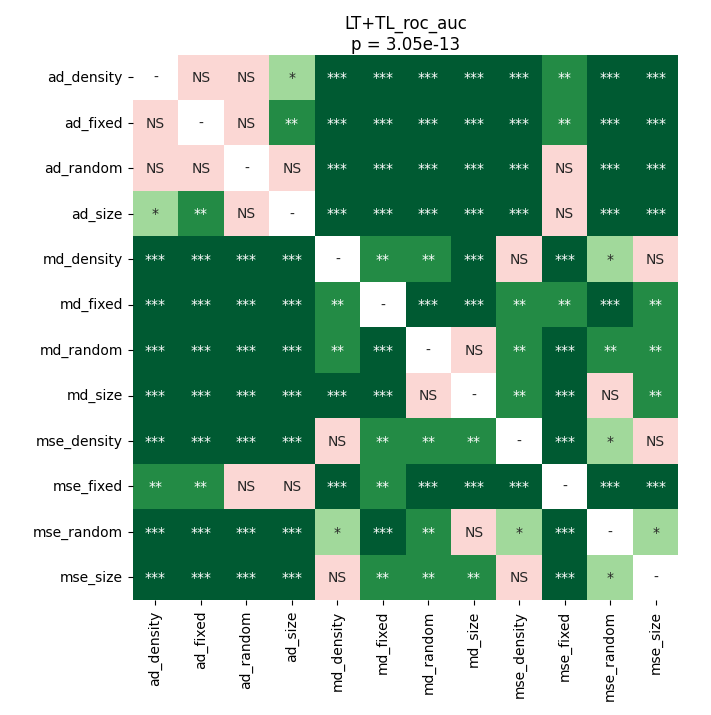 LT+TL_roc_auc
p = 3.05e-13
ad_density - NS NS * *** *** *** *** *** ** *** ***
ad_fixed NS - NS ** *** *** *** *** *** ** *** ***
ad_random NS NS - NS *** *** *** *** *** NS *** ***
ad_size * ** NS - *** *** *** *** *** NS *** ***
md_density *** *** *** *** - ** ** *** NS *** * NS
md_fixed *** *** *** *** ** - *** *** ** ** *** **
md_random *** *** *** *** ** *** - NS ** *** ** **
md_size *** *** *** *** *** *** NS - ** *** NS **
mse_density *** *** *** *** NS ** ** ** - *** * NS
mse_fixed ** ** NS NS *** ** *** *** *** - *** ***
mse_random *** *** *** *** * *** ** NS * *** - *
mse_size *** *** *** *** NS ** ** ** NS *** * -
ad_density ad_fixed ad_random ad_size md_density md_fixed md_random md_size mse_density mse_fixed mse_random mse_size